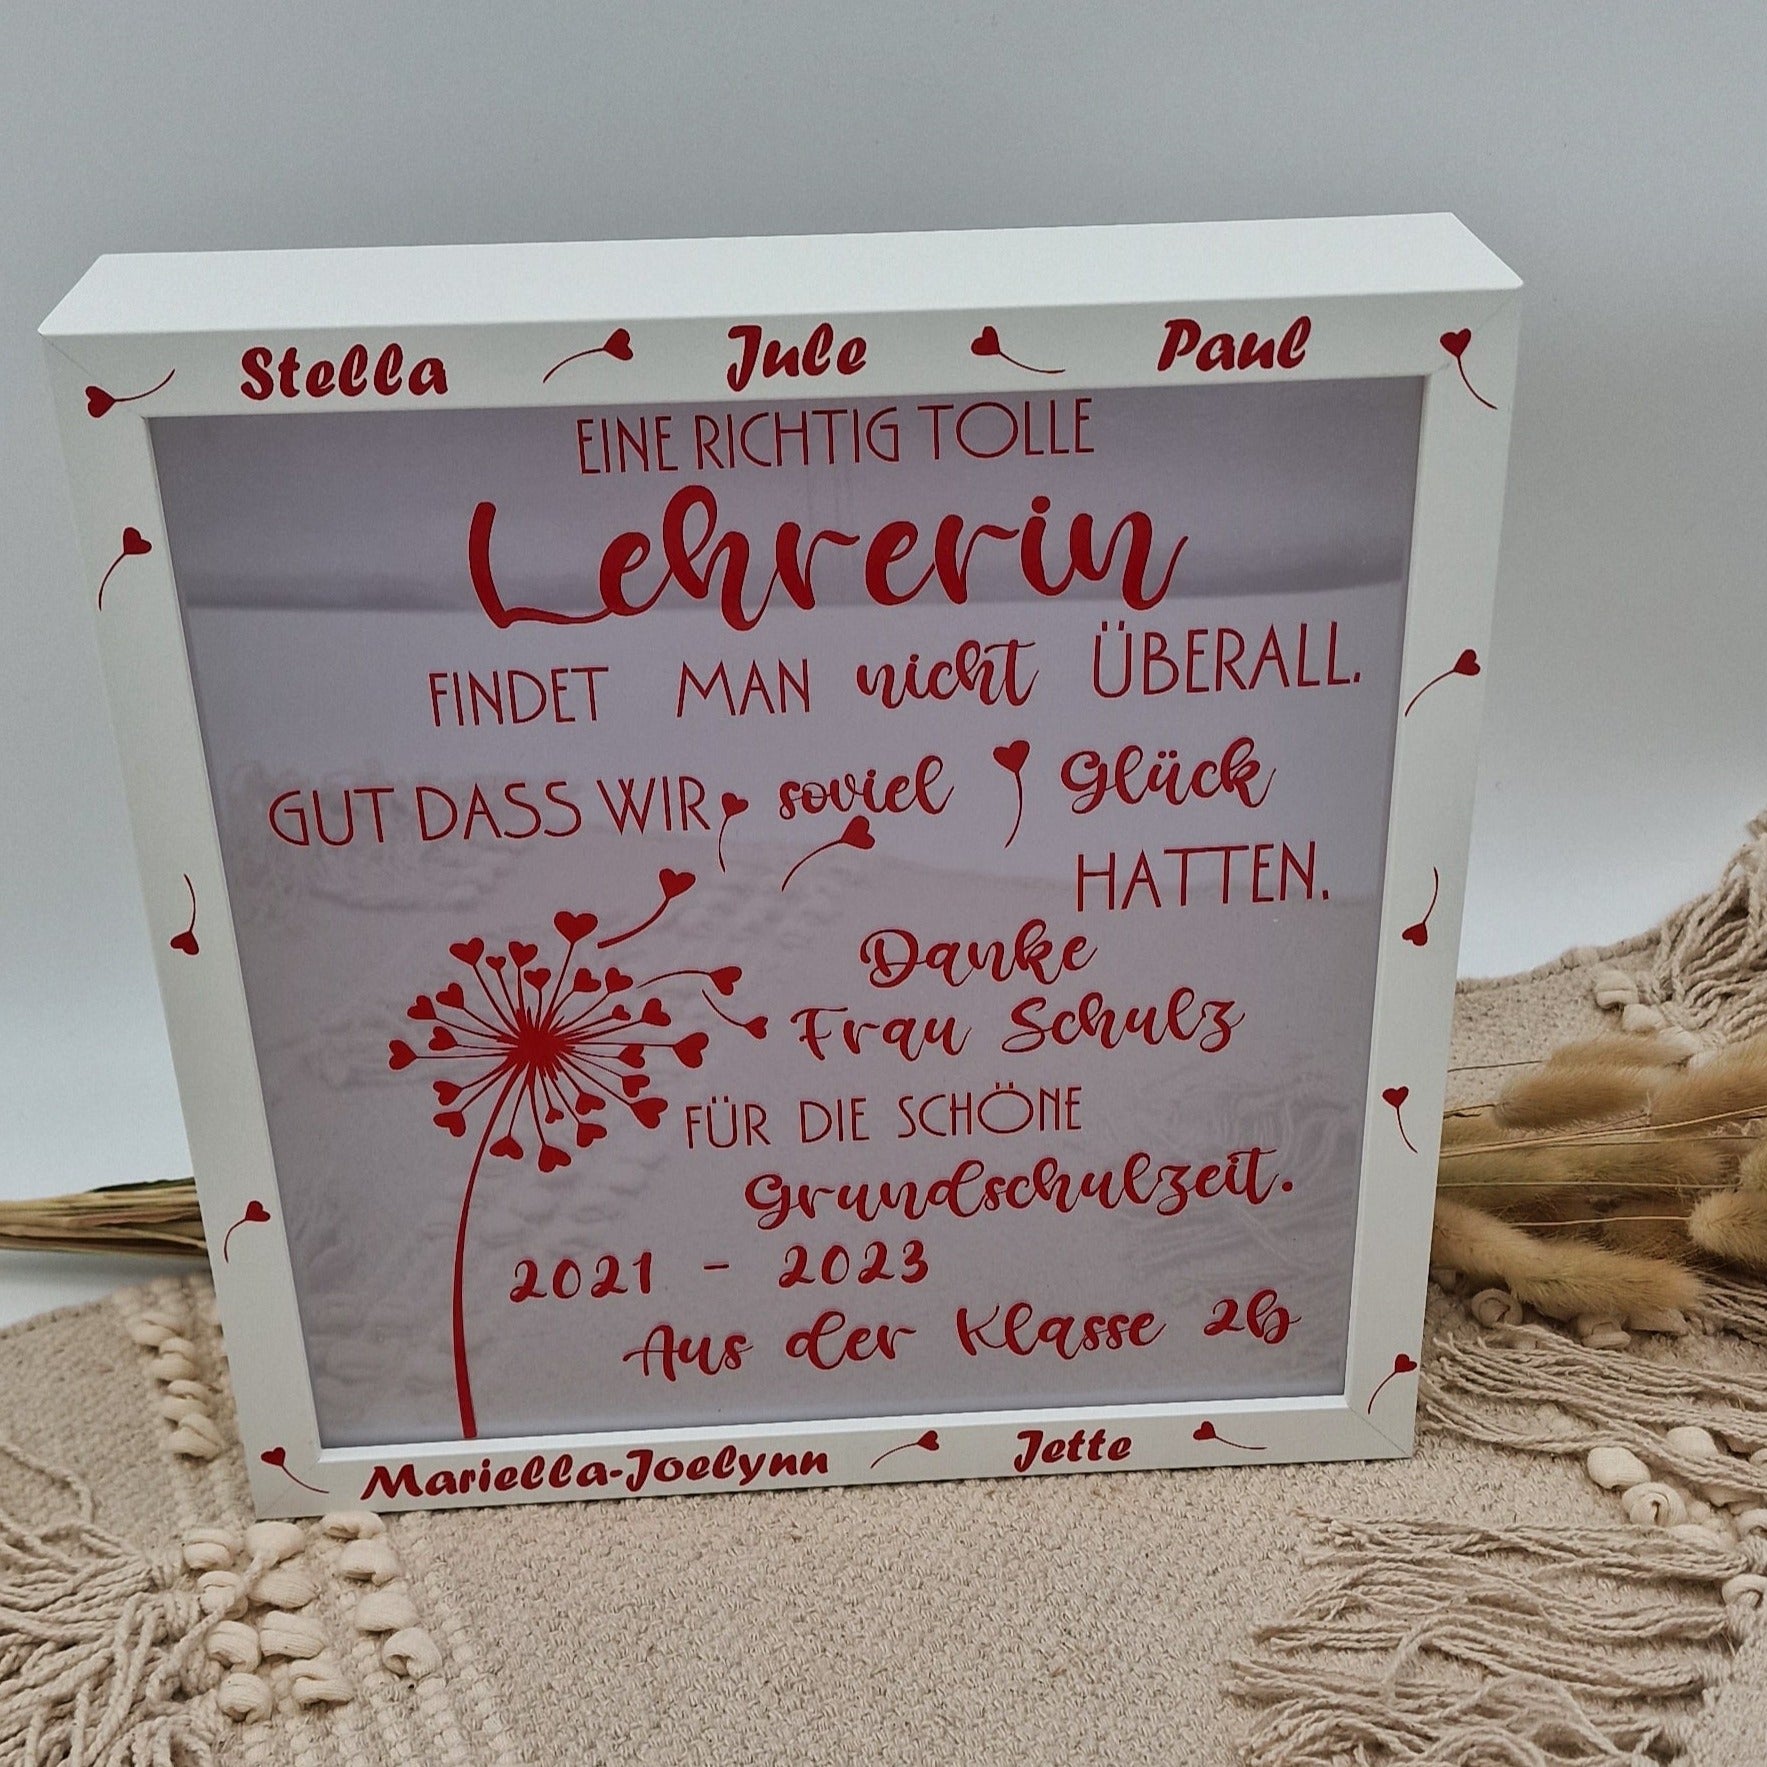 Stella Jule Paul
EINE RICHTIG TOLLE
Lehrerin
FINDET MAN nicht ÜBERALL.
GUT DASS WIR soviel Glück
HATTEN.
Danke
Frau Schulz
FÜR DIE SCHÖNE
Grundschulzeit.
2021 - 2023
Aus der Klasse 2b
Mariella-Joelynn Jette